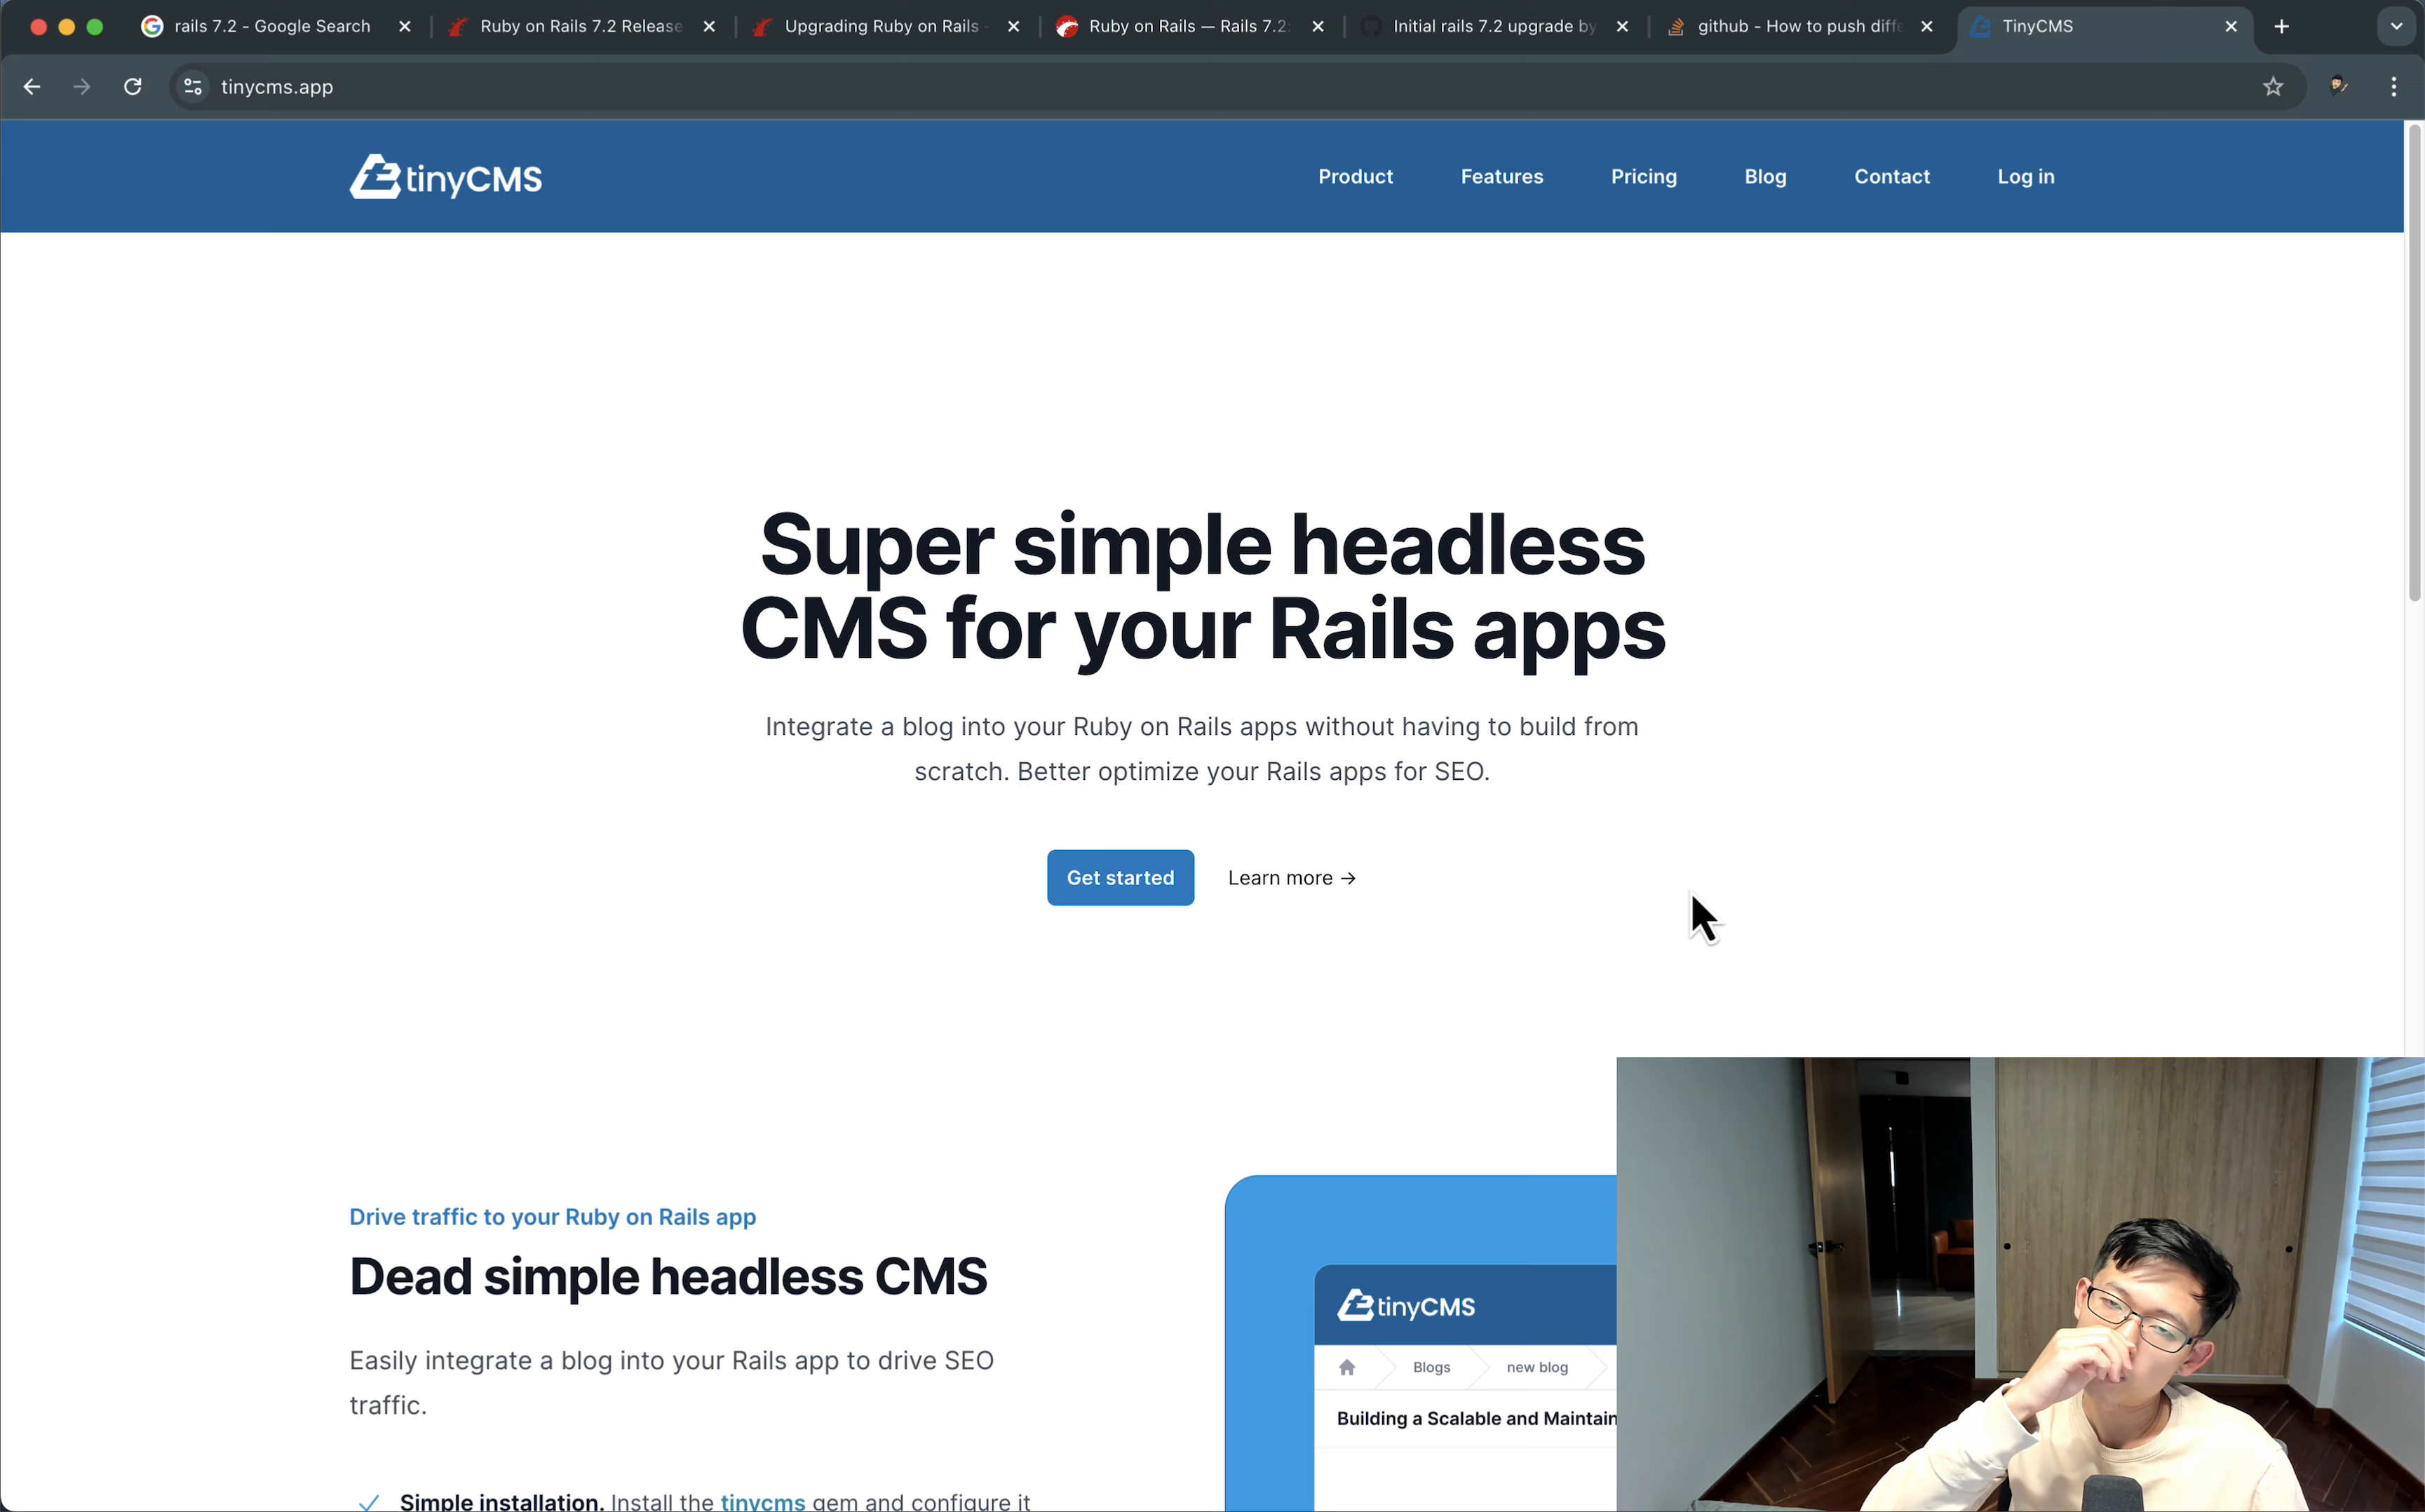 rails 7.2 - Google Search
Ruby on Rails 7.2 Release
Upgrading Ruby on Rails -
Ruby on Rails — Rails 7.2:
Initial rails 7.2 upgrade by
github - How to push diffe
TinyCMS
tinycms.app
tinyCMS
Product
Features
Pricing
Blog
Contact
Log in
Super simple headless
CMS for your Rails apps
Integrate a blog into your Ruby on Rails apps without having to build from
scratch. Better optimize your Rails apps for SEO.
Get started
Learn more →
Drive traffic to your Ruby on Rails app
Dead simple headless CMS
Easily integrate a blog into your Rails app to drive SEO
traffic.
Simple installation. Install the tinycms gem and configure it
tinyCMS
Blogs
new blog
Building a Scalable and Maintain